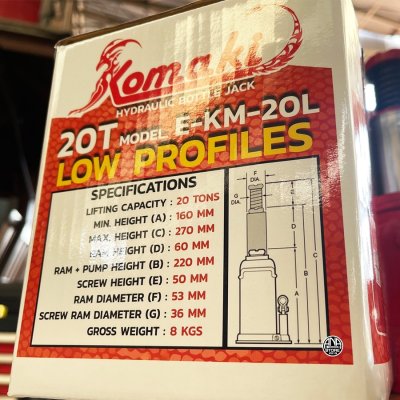 Komaki
HYDRAULIC BOTTLE JACK
20T MODEL E-KM-20L
LOW PROFILES
SPECIFICATIONS
LIFTING CAPACITY : 20 TONS
MIN. HEIGHT (A) : 160 MM
MAX. HEIGHT (C) : 270 MM
RAM HEIGHT (D) : 60 MM
RAM + PUMP HEIGHT (B) : 220 MM
SCREW HEIGHT (E) : 50 MM
RAM DIAMETER (F) : 53 MM
SCREW RAM DIAMETER (G) : 36 MM
GROSS WEIGHT : 8 KGS
F
DIA.
G
DIA.
E
D
B
C
A